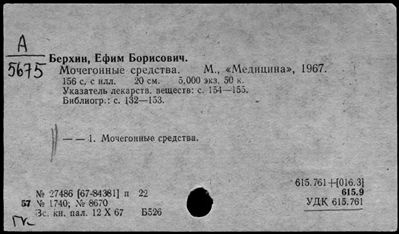 А
5675
Берхин, Ефим Борисович.
Мочегонные средства. М., «Медицина», 1967.
156 с. с илл. 20 см. 5.000 экз. 50 к.
Указатель лекарств. веществ: с. 154—155.
Библиогр.: с. 132—153.
— — 1. Мочегонные средства.
615.761+[016.3]
№ 27486 [67-84381] п 22 615.9
57 № 1740; № 8670 УДК 615.761
Вс. кн. пал. 12 X 67 Б526